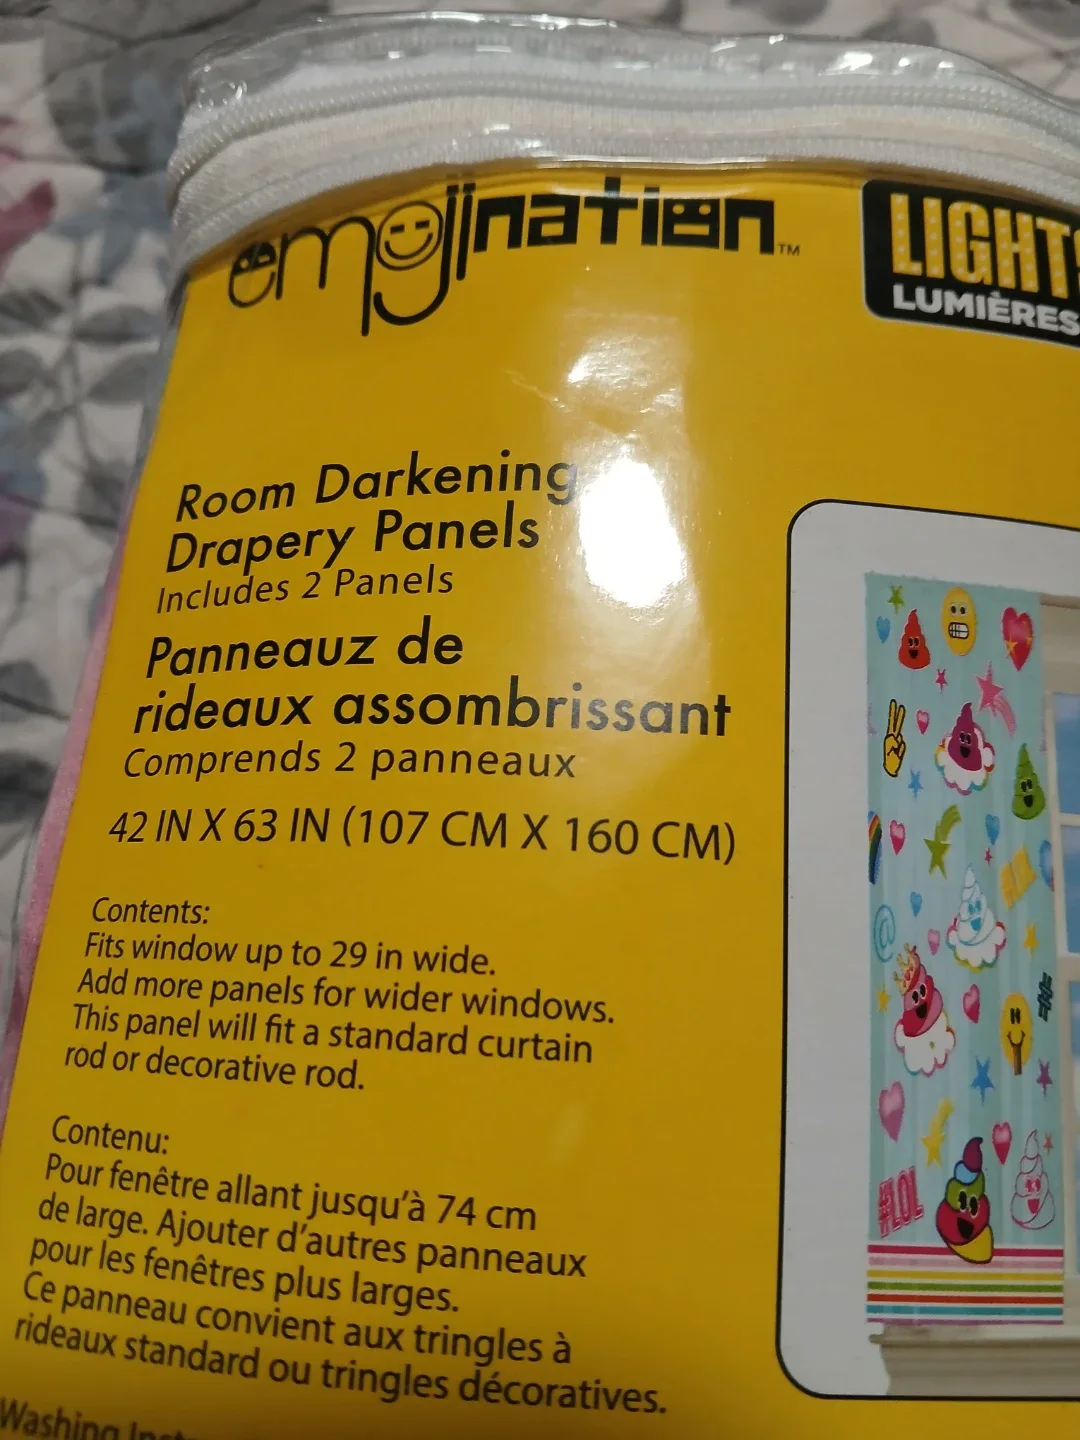 emojination™
LIGHTS
LUMIÈRES
Room Darkening
Drapery Panels
Includes 2 Panels
Panneauz de
rideaux assombrissant
Comprends 2 panneaux
42 IN X 63 IN (107 CM X 160 CM)
Contents:
Fits window up to 29 in wide.
Add more panels for wider windows.
This panel will fit a standard curtain
rod or decorative rod.
Contenu:
Pour fenêtre allant jusqu'à 74 cm
de large. Ajouter d'autres panneaux
pour les fenêtres plus larges.
Ce panneau convient aux tringles à
rideaux standard ou tringles décoratives.
Washing
@
#LOL